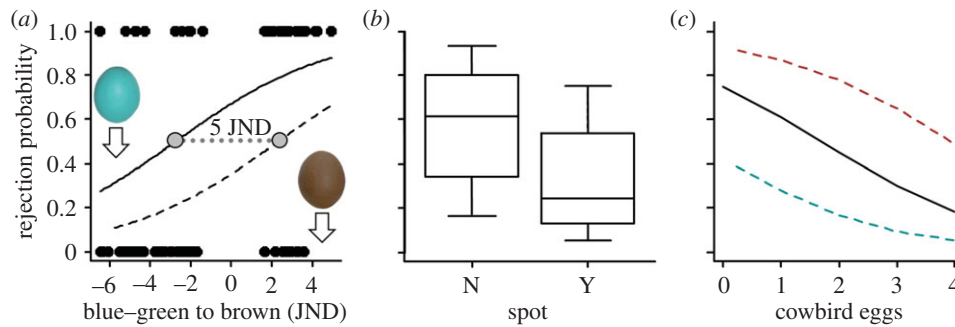 (a)
(b)
(c)
rejection probability
1.0
0.8
0.6
0.4
0.2
0
5 JND
–6 –4 –2 0 2 4
blue–green to brown (JND)
N Y
spot
0 1 2 3 4
cowbird eggs